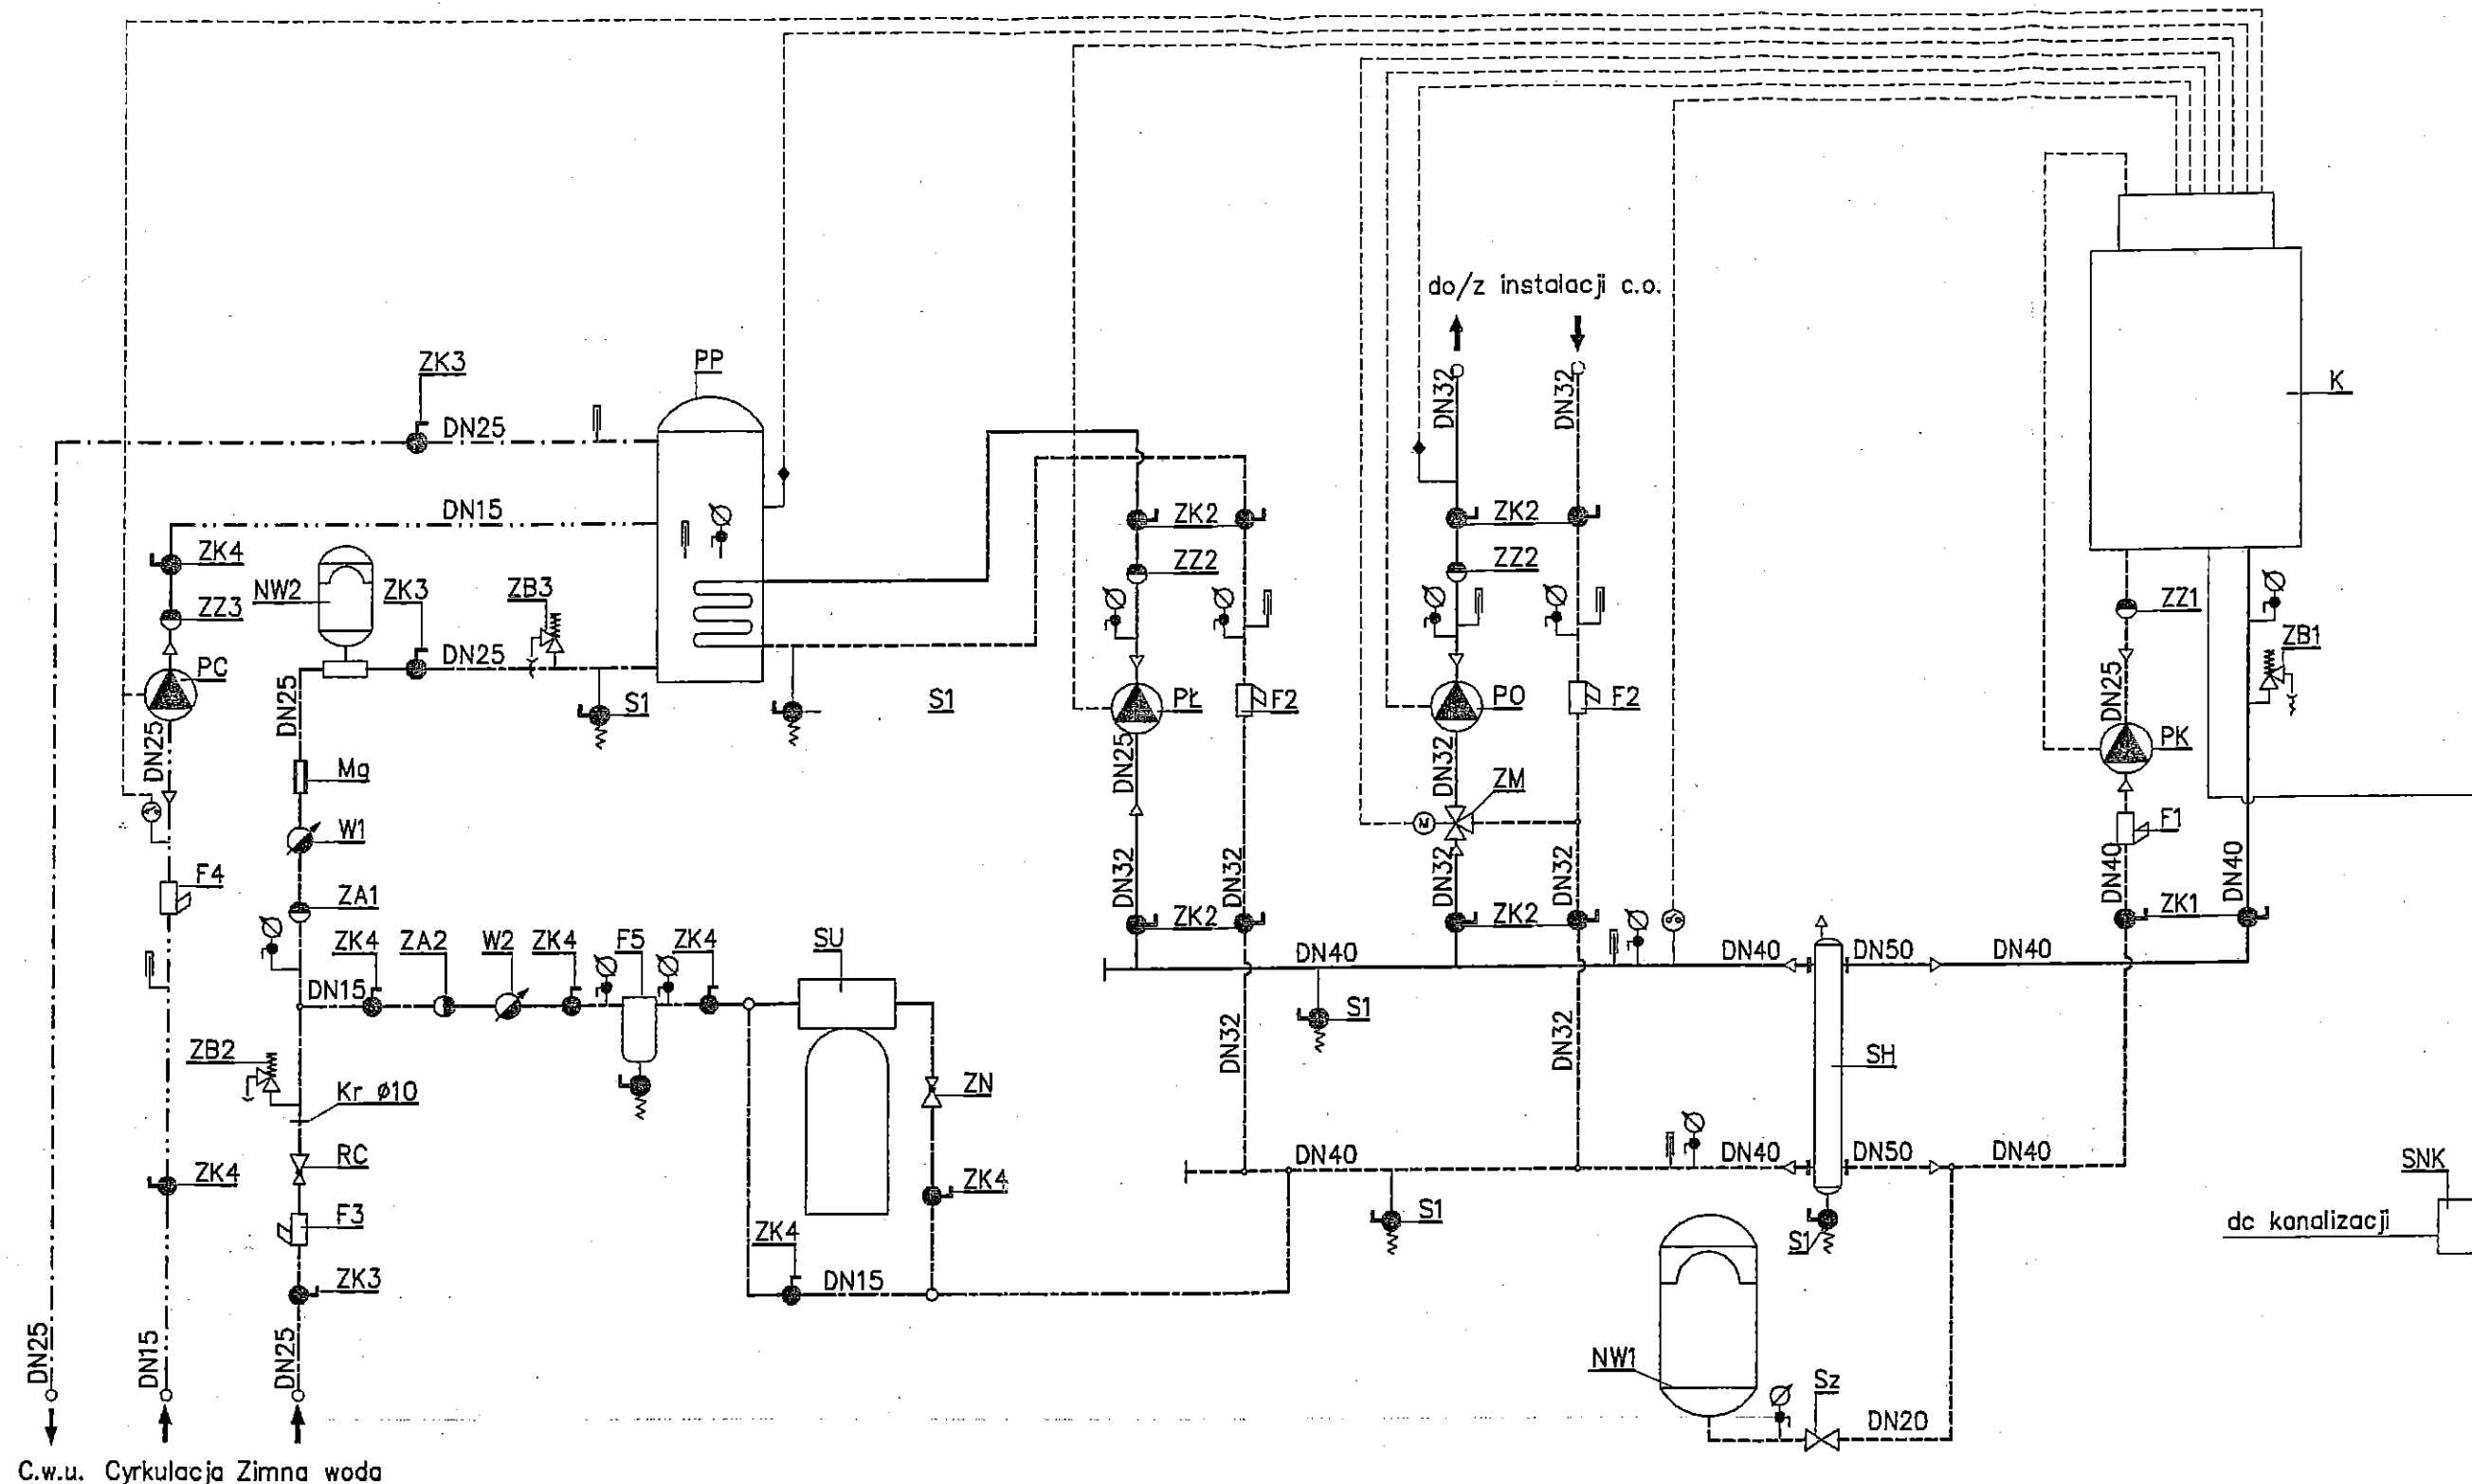 do/z instalacji c.o.
ZK3
PP
DN25
DN32
DN32
K
DN15
ZK2
ZK2
ZK4
NW2
ZK3
ZB3
ZZ2
ZZ2
ZZ3
ZZ1
DN25
ZB1
PC
S1
S1
PŁ
F2
PO
F2
DN25
DN25
DN25
PK
DN25
DN32
Ma
ZM
W1
F1
F4
DN32
DN32
DN32
DN32
DN40
DN40
ZA1
ZK2
ZK2
ZK1
ZK4
ZA2
W2
ZK4
F5
ZK4
SU
DN40
DN40
DN50
DN40
DN15
S1
ZB2
DN32
DN32
SH
Kr ø10
ZN
RC
DN40
DN40
DN50
DN40
SNK
ZK4
ZK4
F3
S1
dc kanalizacji
ZK4
S1
ZK3
DN15
DN25
DN15
DN25
NW1
Sz
DN20
C.w.u.
Cyrkulacja
Zimna woda
M